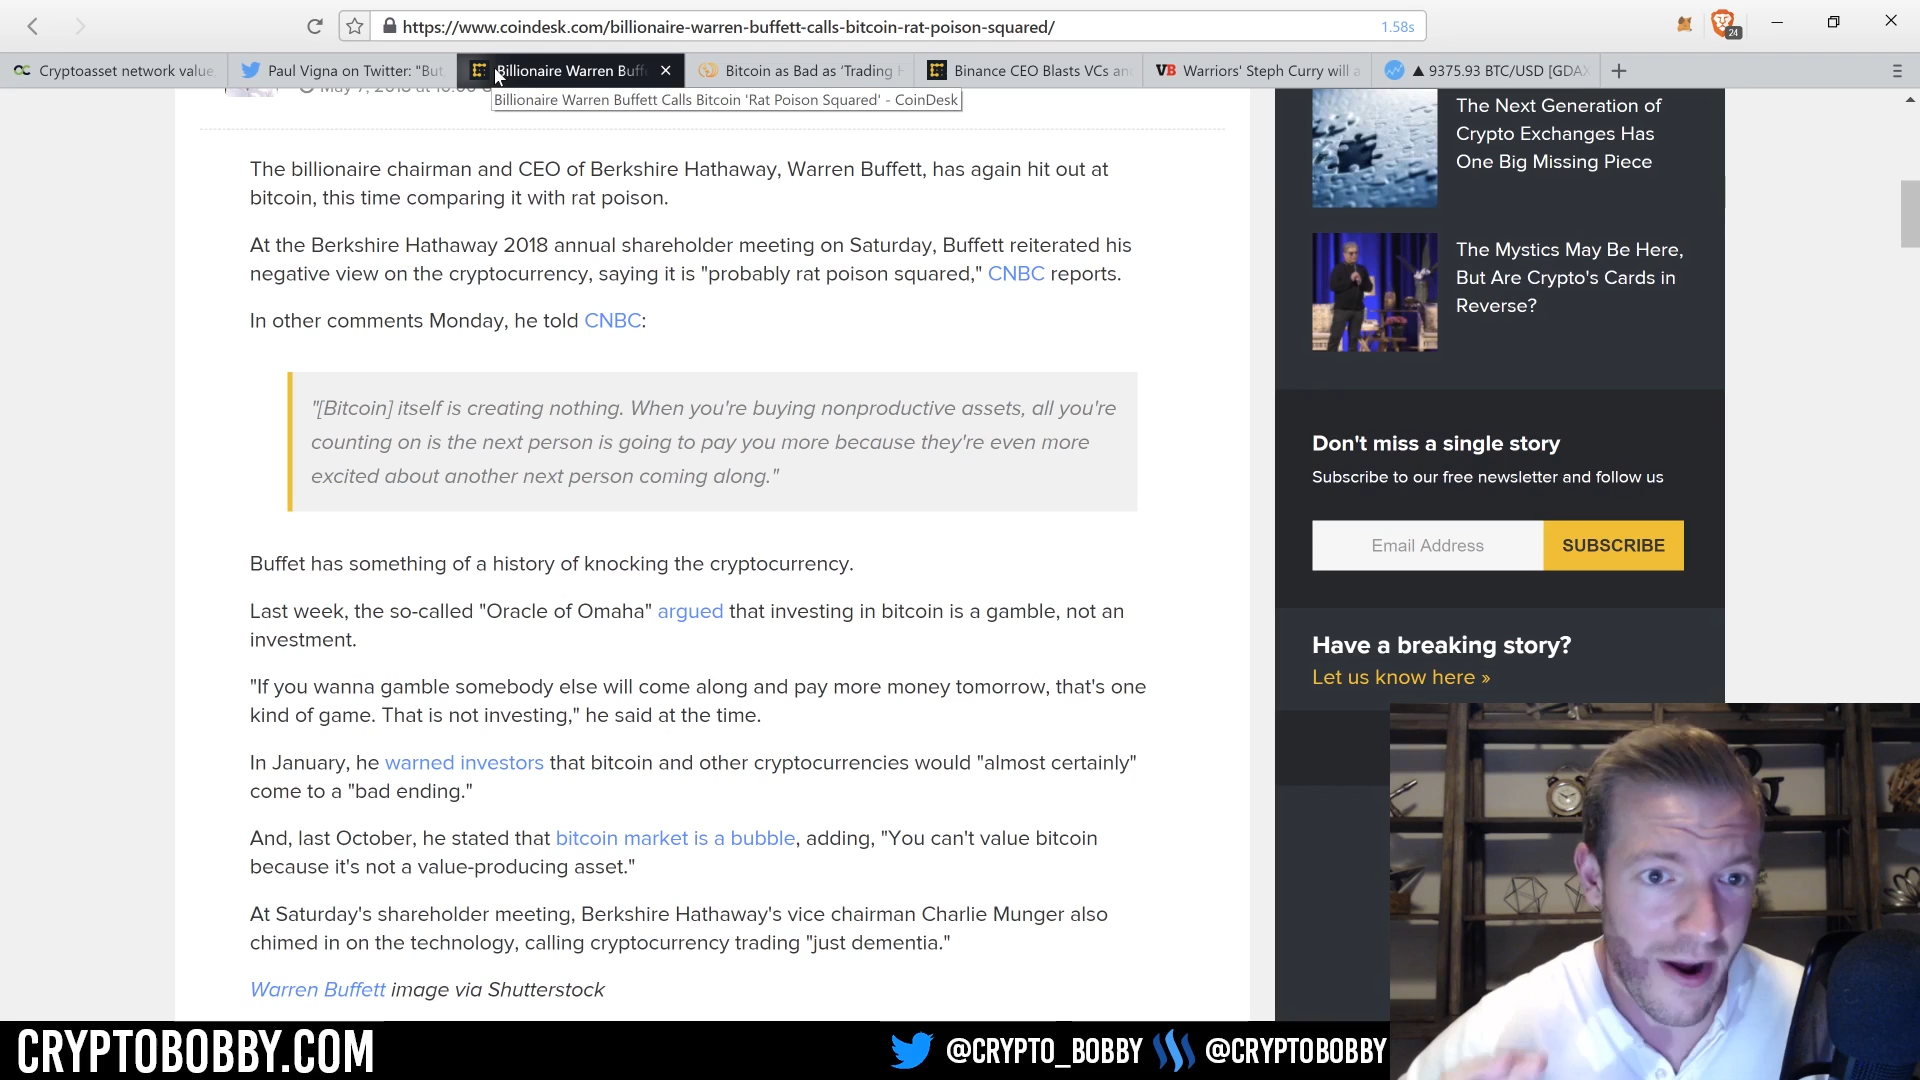 https://www.coindesk.com/billionaire-warren-buffett-calls-bitcoin-rat-poison-squared/
1.58s
24
Cryptoasset network value,
Paul Vigna on Twitter: "But
Billionaire Warren Buff
Bitcoin as Bad as 'Trading
Binance CEO Blasts VCs an
VB Warriors' Steph Curry will a
▲ 9375.93 BTC/USD [GDAX
Billionaire Warren Buffett Calls Bitcoin 'Rat Poison Squared' - CoinDesk
The billionaire chairman and CEO of Berkshire Hathaway, Warren Buffett, has again hit out at
bitcoin, this time comparing it with rat poison.
At the Berkshire Hathaway 2018 annual shareholder meeting on Saturday, Buffett reiterated his
negative view on the cryptocurrency, saying it is "probably rat poison squared," CNBC reports.
In other comments Monday, he told CNBC:
"[Bitcoin] itself is creating nothing. When you're buying nonproductive assets, all you're
counting on is the next person is going to pay you more because they're even more
excited about another next person coming along."
Buffet has something of a history of knocking the cryptocurrency.
Last week, the so-called "Oracle of Omaha" argued that investing in bitcoin is a gamble, not an
investment.
"If you wanna gamble somebody else will come along and pay more money tomorrow, that's one
kind of game. That is not investing," he said at the time.
In January, he warned investors that bitcoin and other cryptocurrencies would "almost certainly"
come to a "bad ending."
And, last October, he stated that bitcoin market is a bubble, adding, "You can't value bitcoin
because it's not a value-producing asset."
At Saturday's shareholder meeting, Berkshire Hathaway's vice chairman Charlie Munger also
chimed in on the technology, calling cryptocurrency trading "just dementia."
Warren Buffett image via Shutterstock
The Next Generation of
Crypto Exchanges Has
One Big Missing Piece
The Mystics May Be Here,
But Are Crypto's Cards in
Reverse?
Don't miss a single story
Subscribe to our free newsletter and follow us
Email Address
SUBSCRIBE
Have a breaking story?
Let us know here »
CRYPTOBOBBY.COM
@CRYPTO_BOBBY
@CRYPTOBOBBY